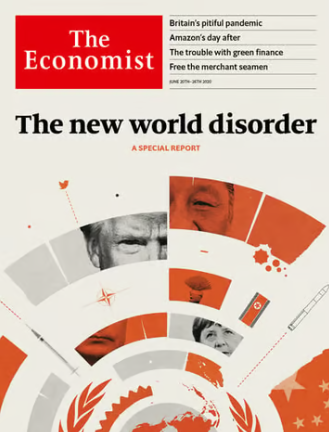 The
Economist
Britain's pitiful pandemic
Amazon's day after
The trouble with green finance
Free the merchant seamen
JUNE 20TH–26TH 2020
The new world disorder
A SPECIAL REPORT